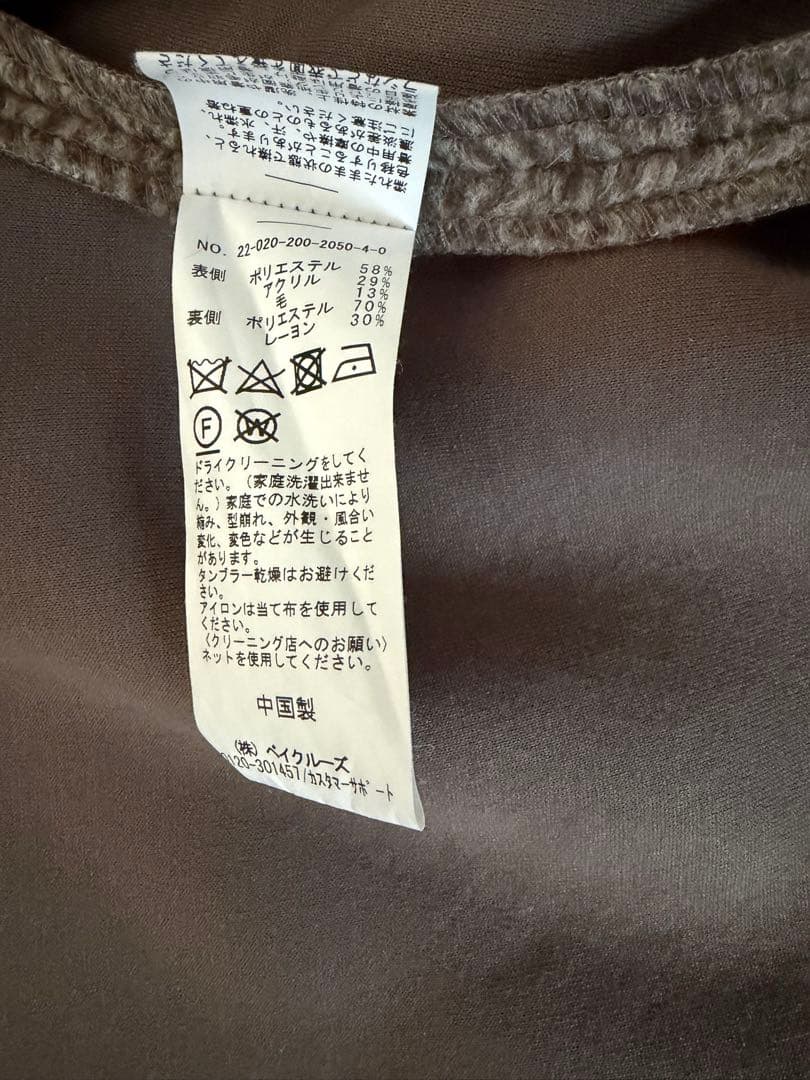 NO. 22-020-200-2050-4-0
表側 ポリエステル 58%
アクリル 29%
毛 13%
裏側 ポリエステル 70%
レーヨン 30%
F
W
ドライクリーニングをしてく
ださい。(家庭洗濯出来ませ
ん。)家庭での水洗いにより
縮み、型崩れ、外観・風合い
変化、変色などが生じること
があります。
タンブラー乾燥はお避けくだ
さい。
アイロンは当て布を使用して
ください。
〈クリーニング店へのお願い〉
ネットを使用してください。
中国製
(株)ベイクルーズ
0120-301457/カスタマーサポート